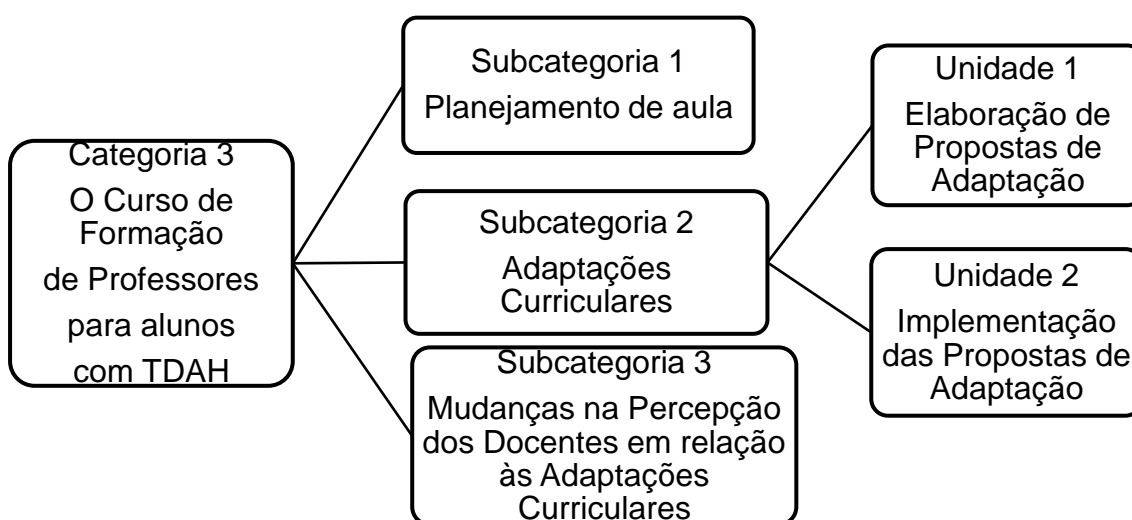 Categoria 3
O Curso de
Formação
de Professores
para alunos
com TDAH
Subcategoria 1
Planejamento de aula
Subcategoria 2
Adaptações
Curriculares
Subcategoria 3
Mudanças na Percepção
dos Docentes em relação
às Adaptações
Curriculares
Unidade 1
Elaboração de
Propostas de
Adaptação
Unidade 2
Implementação
das Propostas de
Adaptação